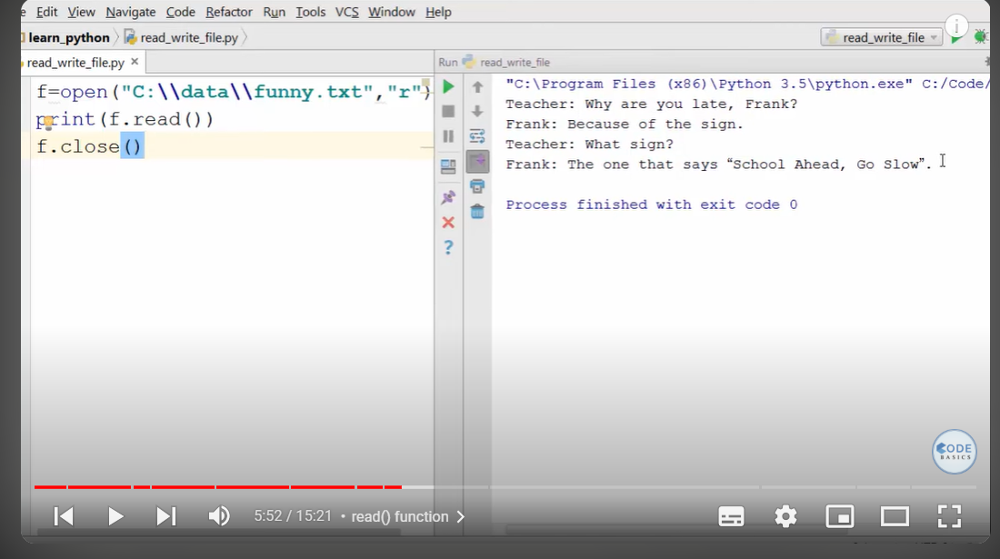 Edit View Navigate Code Refactor Run Tools VCS Window Help
learn_python read_write_file.py read_write_file
read_write_file.py
Run read_write_file
f=open("C:\\data\\funny.txt","r")
print(f.read())
f.close()
"C:\Program Files (x86)\Python 3.5\python.exe" C:/Code/
Teacher: Why are you late, Frank?
Frank: Because of the sign.
Teacher: What sign?
Frank: The one that says “School Ahead, Go Slow”.
Process finished with exit code 0
CODE
BASICS
5:52 / 15:21 • read() function